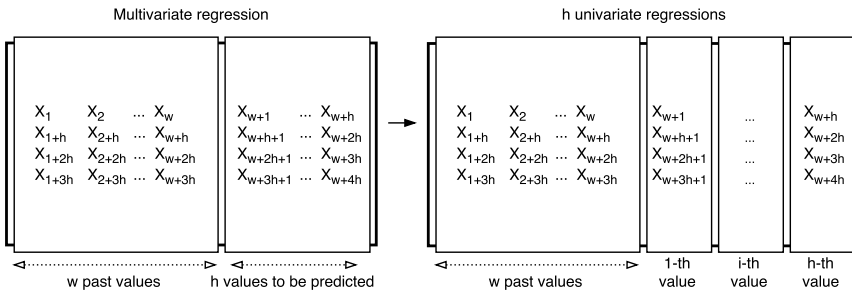 Multivariate regression
X1 X2 ... Xw Xw+1 ... Xw+h
X1+h X2+h ... Xw+h Xw+h+1 ... Xw+2h
X1+2h X2+2h ... Xw+2h Xw+2h+1 ... Xw+3h
X1+3h X2+3h ... Xw+3h Xw+3h+1 ... Xw+4h
w past values
h values to be predicted
h univariate regressions
X1 X2 ... Xw Xw+1 ... Xw+h
X1+h X2+h ... Xw+h Xw+h+1 ... Xw+2h
X1+2h X2+2h ... Xw+2h Xw+2h+1 ... Xw+3h
X1+3h X2+3h ... Xw+3h Xw+3h+1 ... Xw+4h
w past values
1-th
value
i-th
value
h-th
value